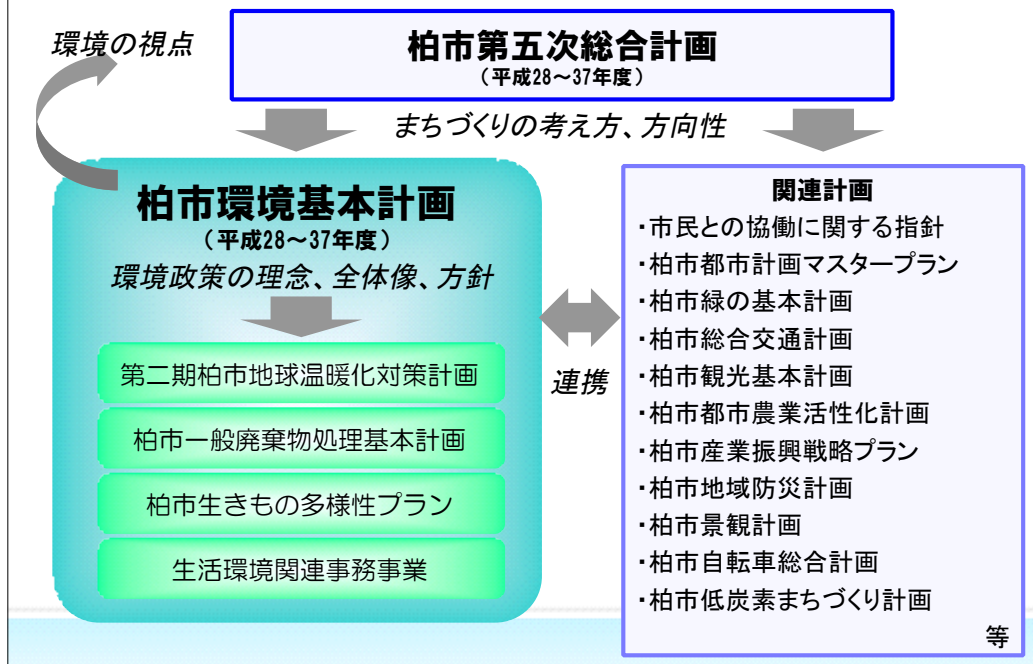 環境の視点
柏市第五次総合計画
（平成28～37年度）
まちづくりの考え方、方向性
柏市環境基本計画
（平成28～37年度）
環境政策の理念、全体像、方針
第二期柏市地球温暖化対策計画
柏市一般廃棄物処理基本計画
柏市生きもの多様性プラン
生活環境関連事務事業
連携
関連計画
・市民との協働に関する指針
・柏市都市計画マスタープラン
・柏市緑の基本計画
・柏市総合交通計画
・柏市観光基本計画
・柏市都市農業活性化計画
・柏市産業振興戦略プラン
・柏市地域防災計画
・柏市景観計画
・柏市自転車総合計画
・柏市低炭素まちづくり計画
等